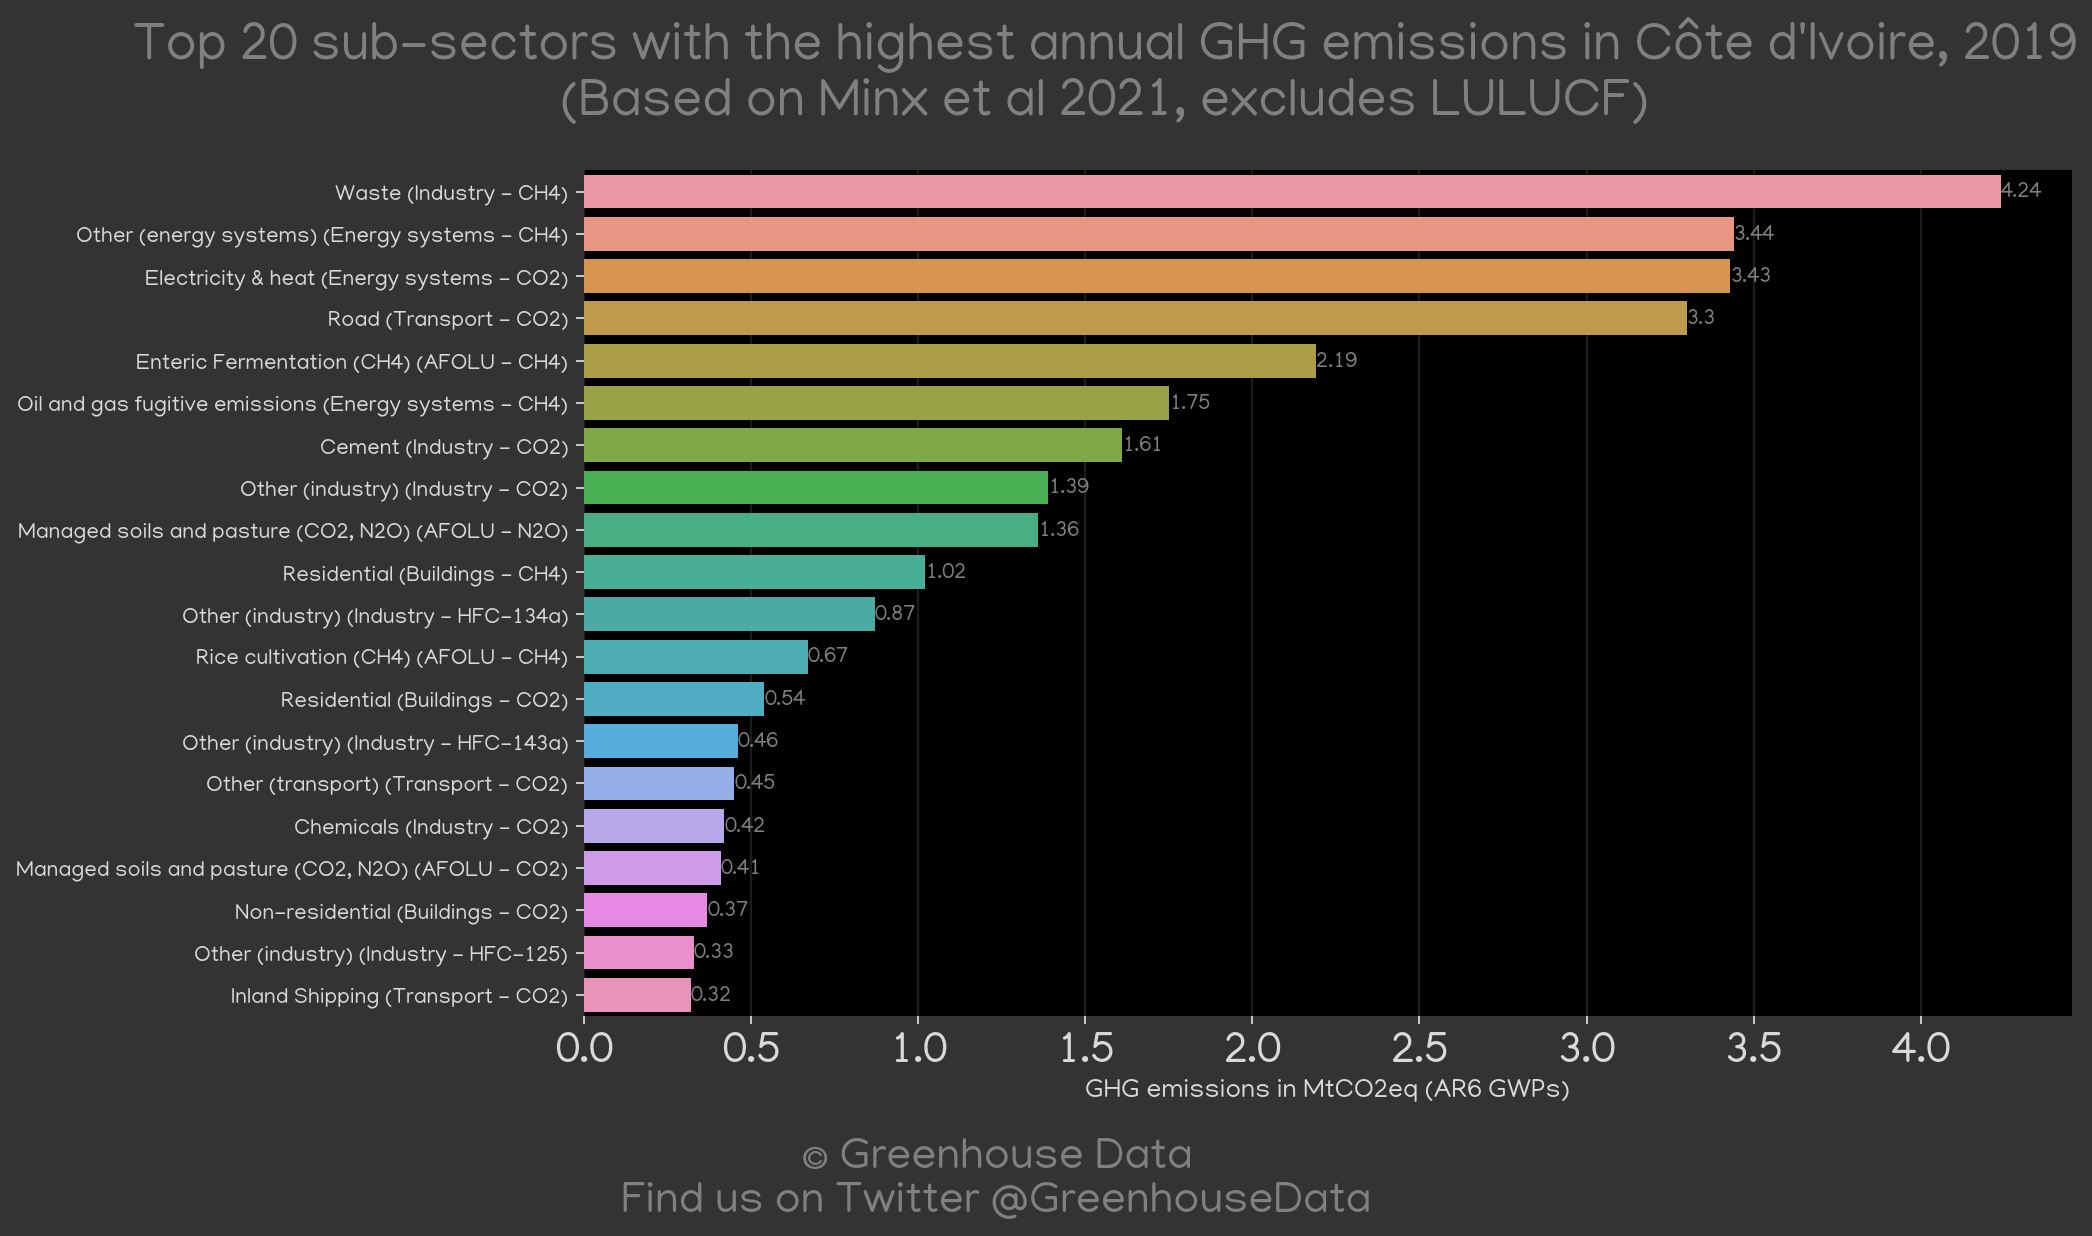 Top 20 sub-sectors with the highest annual GHG emissions in Côte d'Ivoire, 2019
(Based on Minx et al 2021, excludes LULUCF)
Waste (Industry - CH4) 4.24
Other (energy systems) (Energy systems - CH4) 3.44
Electricity & heat (Energy systems - CO2) 3.43
Road (Transport - CO2) 3.3
Enteric Fermentation (CH4) (AFOLU - CH4) 2.19
Oil and gas fugitive emissions (Energy systems - CH4) 1.75
Cement (Industry - CO2) 1.61
Other (industry) (Industry - CO2) 1.39
Managed soils and pasture (CO2, N2O) (AFOLU - N2O) 1.36
Residential (Buildings - CH4) 1.02
Other (industry) (Industry - HFC-134a) 0.87
Rice cultivation (CH4) (AFOLU - CH4) 0.67
Residential (Buildings - CO2) 0.54
Other (industry) (Industry - HFC-143a) 0.46
Other (transport) (Transport - CO2) 0.45
Chemicals (Industry - CO2) 0.42
Managed soils and pasture (CO2, N2O) (AFOLU - CO2) 0.41
Non-residential (Buildings - CO2) 0.37
Other (industry) (Industry - HFC-125) 0.33
Inland Shipping (Transport - CO2) 0.32
0.0 0.5 1.0 1.5 2.0 2.5 3.0 3.5 4.0
GHG emissions in MtCO2eq (AR6 GWPs)
© Greenhouse Data
Find us on Twitter @GreenhouseData